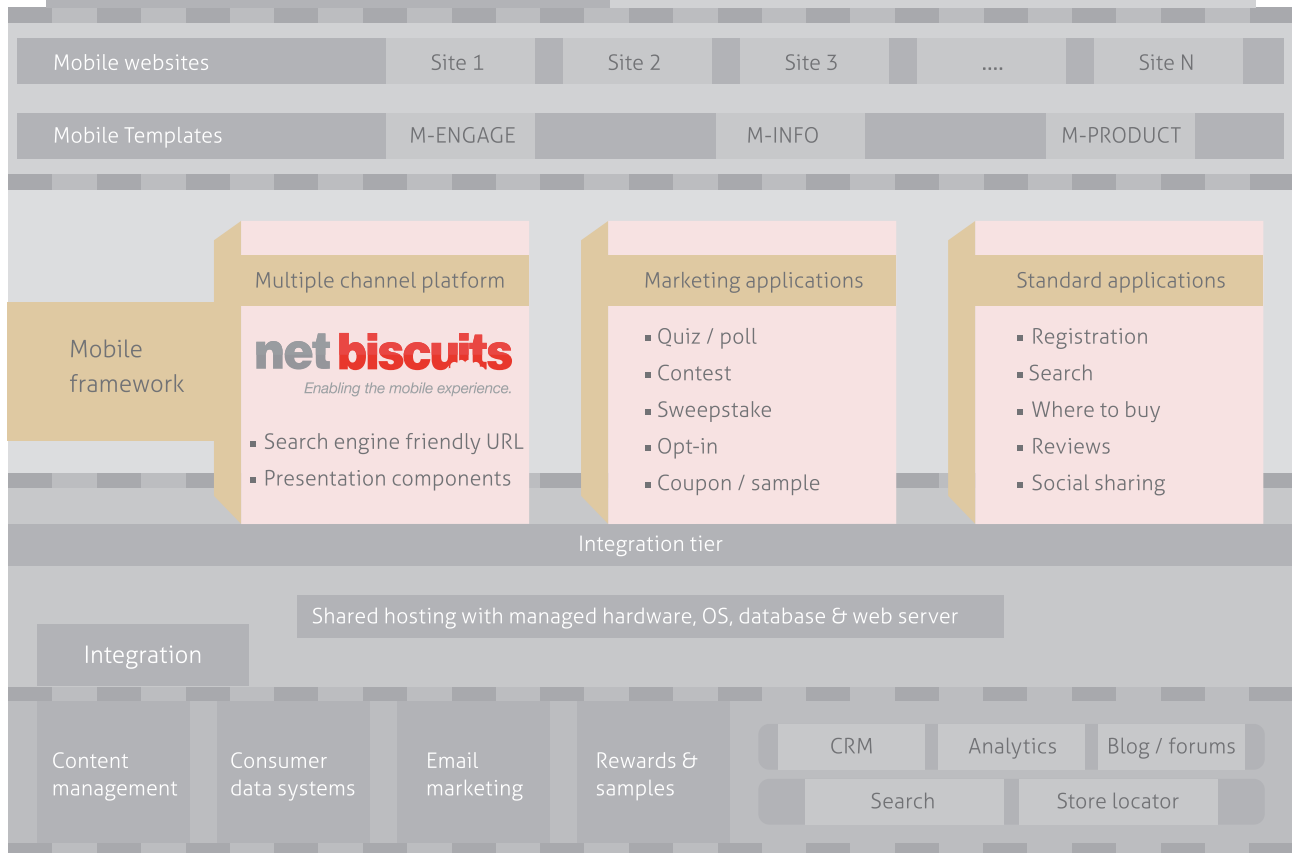 Mobile websites
Site 1
Site 2
Site 3
....
Site N
Mobile Templates
M-ENGAGE
M-INFO
M-PRODUCT
Mobile
framework
Multiple channel platform
net biscuits
Enabling the mobile experience.
▪ Search engine friendly URL
▪ Presentation components
Marketing applications
▪ Quiz / poll
▪ Contest
▪ Sweepstake
▪ Opt-in
▪ Coupon / sample
Standard applications
▪ Registration
▪ Search
▪ Where to buy
▪ Reviews
▪ Social sharing
Integration tier
Shared hosting with managed hardware, OS, database & web server
Integration
Content
management
Consumer
data systems
Email
marketing
Rewards &
samples
CRM
Analytics
Blog / forums
Search
Store locator